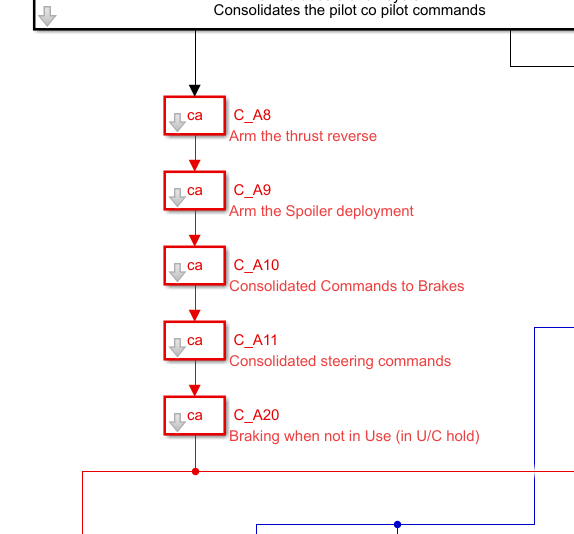 Consolidates the pilot co pilot commands
ca C_A8
Arm the thrust reverse
ca C_A9
Arm the Spoiler deployment
ca C_A10
Consolidated Commands to Brakes
ca C_A11
Consolidated steering commands
ca C_A20
Braking when not in Use (in U/C hold)